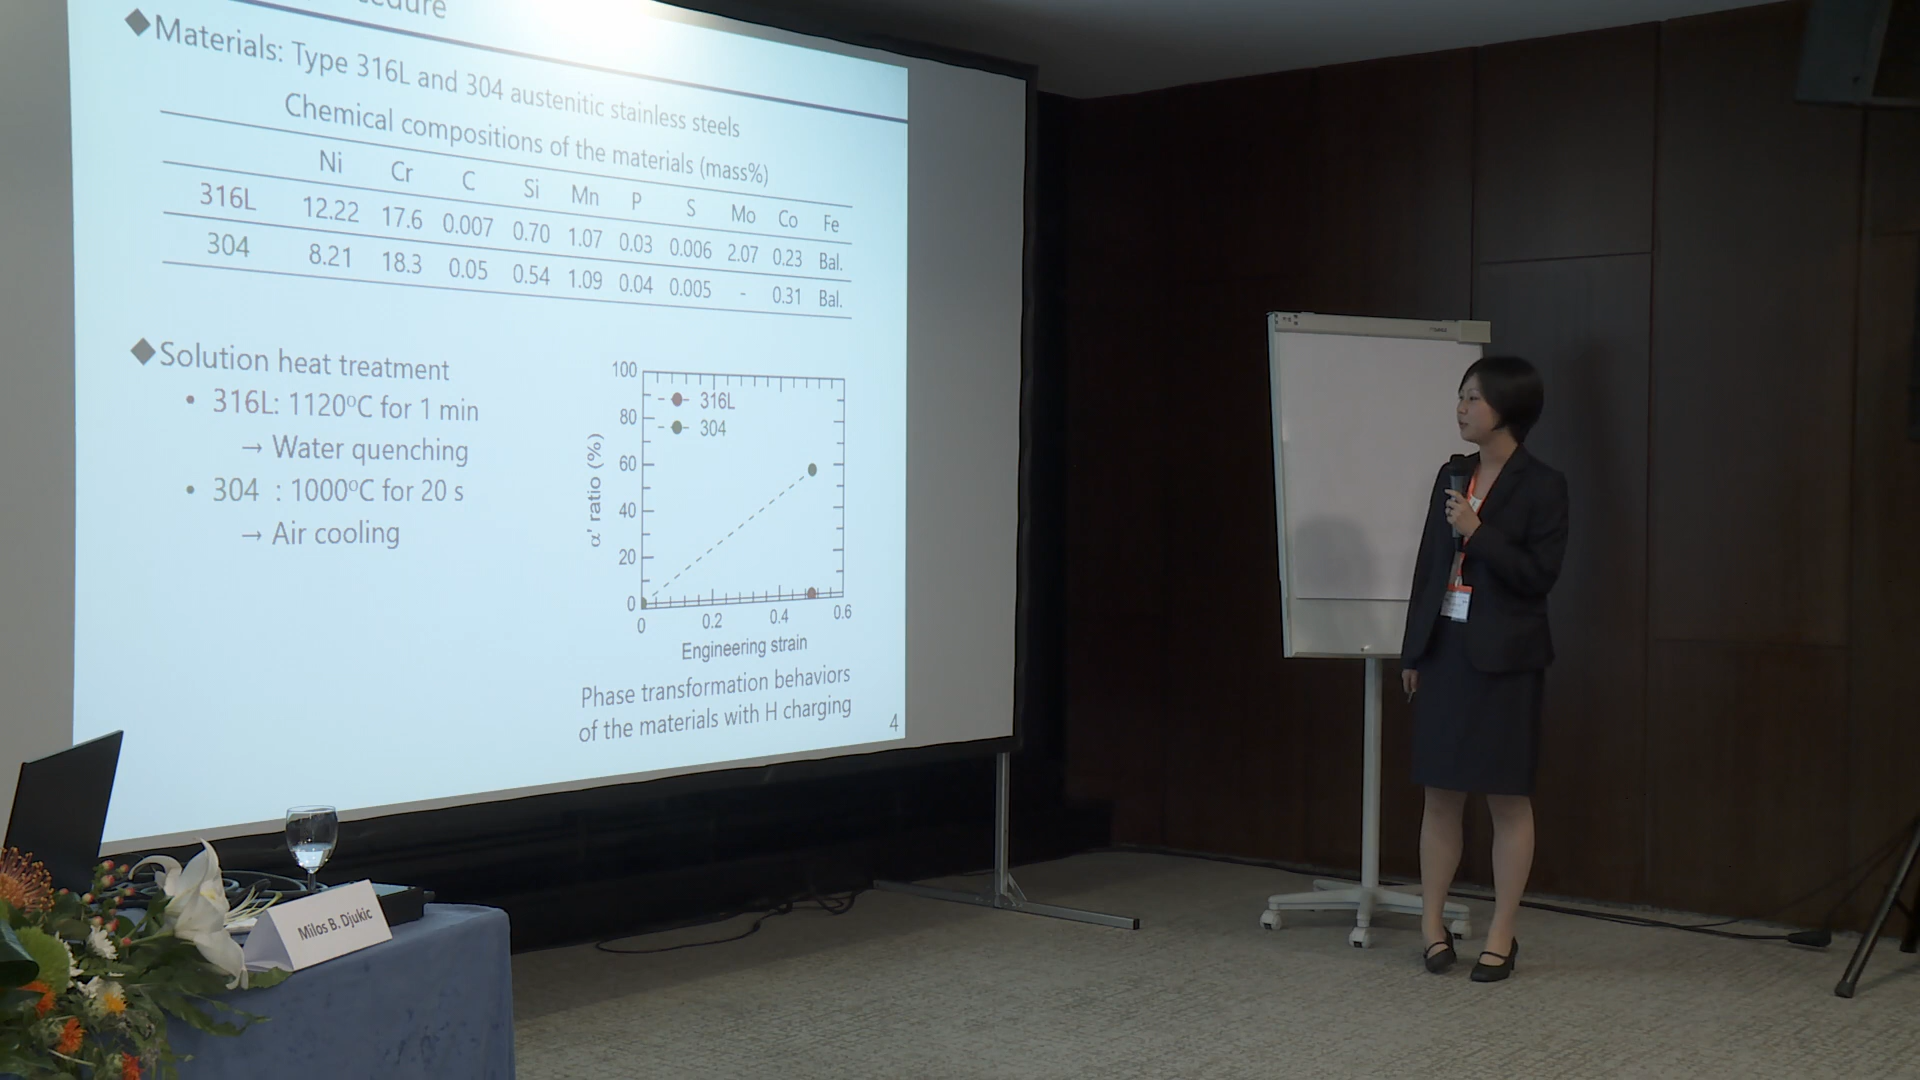 ◆Materials: Type 316L and 304 austenitic stainless steels
Chemical compositions of the materials (mass%)
Ni Cr C Si Mn P S Mo Co Fe
316L 12.22 17.6 0.007 0.70 1.07 0.03 0.006 2.07 0.23 Bal.
304 8.21 18.3 0.05 0.54 1.09 0.04 0.005 - 0.31 Bal.
◆Solution heat treatment
• 316L: 1120°C for 1 min
→ Water quenching
• 304 : 1000°C for 20 s
→ Air cooling
100
80
60
40
20
0
α' ratio (%)
316L
304
0 0.2 0.4 0.6
Engineering strain
Phase transformation behaviors
of the materials with H charging
4
Milos B. Djukic